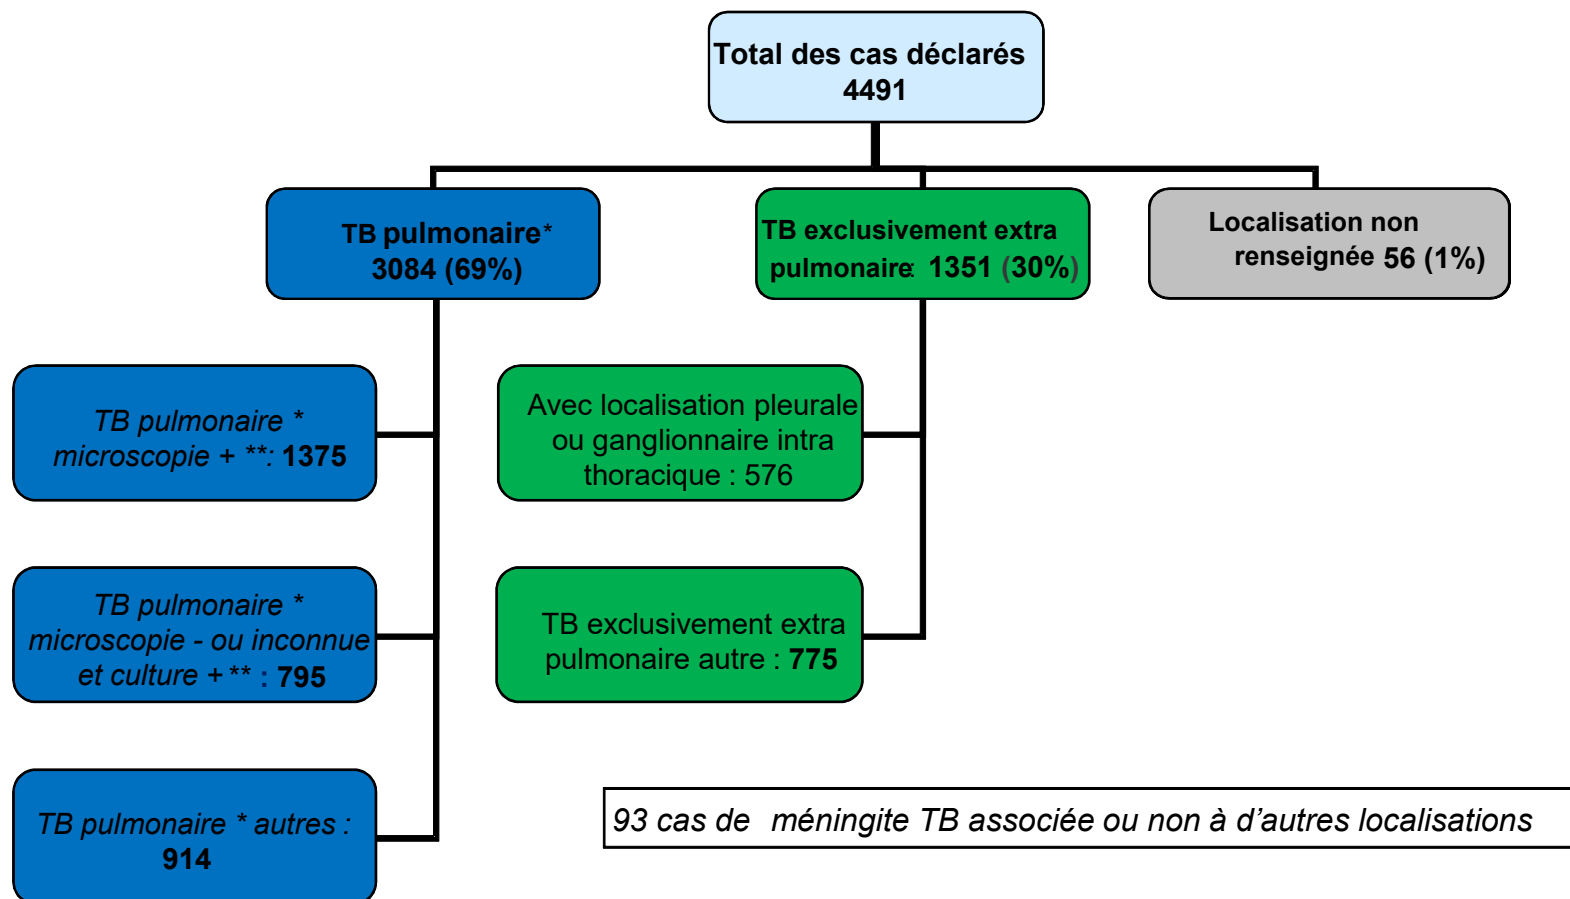 Total des cas déclarés
4491
TB pulmonaire*
3084 (69%)
TB exclusivement extra
pulmonaire: 1351 (30%)
Localisation non
renseignée 56 (1%)
TB pulmonaire *
microscopie + **: 1375
Avec localisation pleurale
ou ganglionnaire intra
thoracique : 576
TB pulmonaire *
microscopie - ou inconnue
et culture + ** : 795
TB exclusivement extra
pulmonaire autre : 775
TB pulmonaire * autres :
914
93 cas de méningite TB associée ou non à d'autres localisations